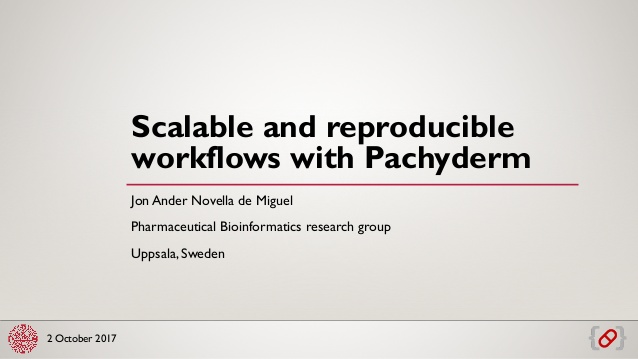 Scalable and reproducible
workflows with Pachyderm
Jon Ander Novella de Miguel
Pharmaceutical Bioinformatics research group
Uppsala, Sweden
2 October 2017